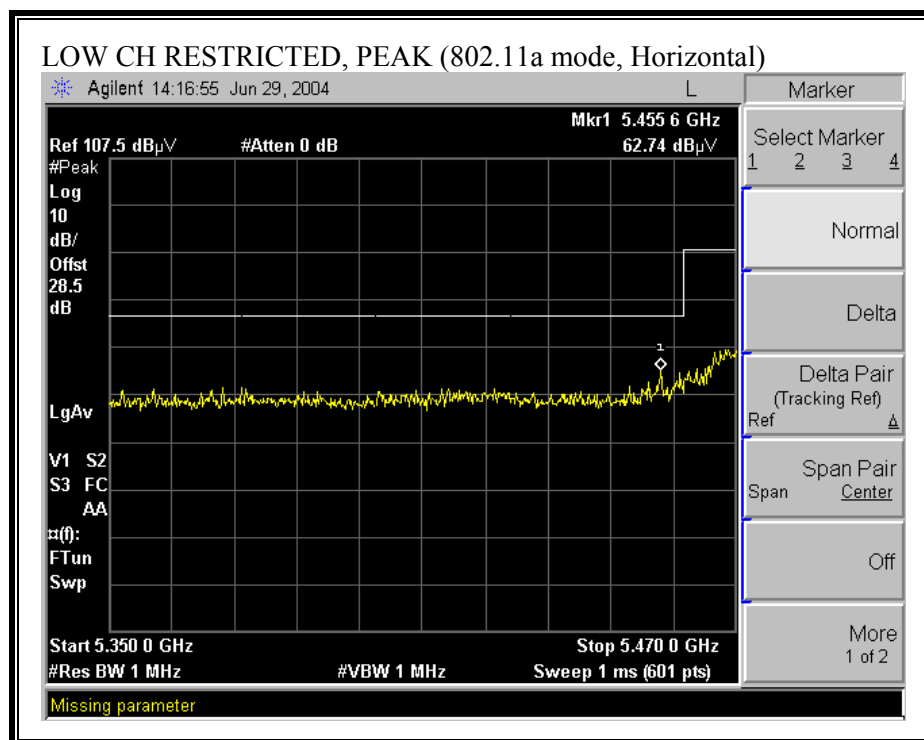 LOW CH RESTRICTED, PEAK (802.11a mode, Horizontal)
Agilent 14:16:55 Jun 29, 2004 L
Mkr1 5.455 6 GHz
Ref 107.5 dBµV #Atten 0 dB 62.74 dBµV
#Peak
Log
10
dB/
Offst
28.5
dB
1
LgAv
V1 S2
S3 FC
AA
¤(f):
FTun
Swp
Start 5.350 0 GHz Stop 5.470 0 GHz
#Res BW 1 MHz #VBW 1 MHz Sweep 1 ms (601 pts)
Missing parameter
Marker
Select Marker
1 2 3 4
Normal
Delta
Delta Pair
(Tracking Ref)
Ref Δ
Span Pair
Span Center
Off
More
1 of 2